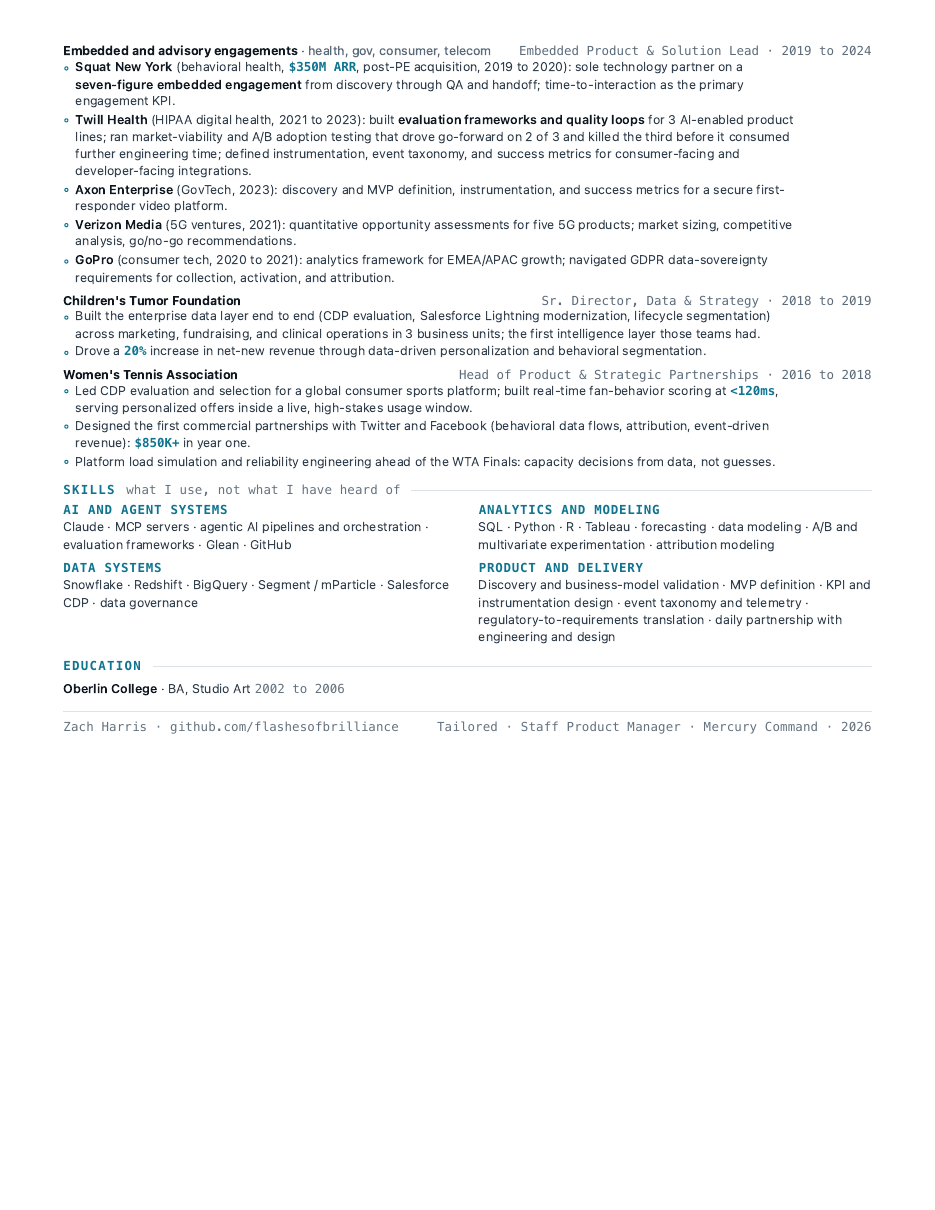 Embedded and advisory engagements · health, gov, consumer, telecom Embedded Product & Solution Lead · 2019 to 2024
Squat New York (behavioral health, $350M ARR, post-PE acquisition, 2019 to 2020): sole technology partner on a
seven-figure embedded engagement from discovery through QA and handoff; time-to-interaction as the primary
engagement KPI.
Twill Health (HIPAA digital health, 2021 to 2023): built evaluation frameworks and quality loops for 3 AI-enabled product
lines; ran market-viability and A/B adoption testing that drove go-forward on 2 of 3 and killed the third before it consumed
further engineering time; defined instrumentation, event taxonomy, and success metrics for consumer-facing and
developer-facing integrations.
Axon Enterprise (GovTech, 2023): discovery and MVP definition, instrumentation, and success metrics for a secure first-
responder video platform.
Verizon Media (5G ventures, 2021): quantitative opportunity assessments for five 5G products; market sizing, competitive
analysis, go/no-go recommendations.
GoPro (consumer tech, 2020 to 2021): analytics framework for EMEA/APAC growth; navigated GDPR data-sovereignty
requirements for collection, activation, and attribution.
Children's Tumor Foundation Sr. Director, Data & Strategy · 2018 to 2019
Built the enterprise data layer end to end (CDP evaluation, Salesforce Lightning modernization, lifecycle segmentation)
across marketing, fundraising, and clinical operations in 3 business units; the first intelligence layer those teams had.
Drove a 20% increase in net-new revenue through data-driven personalization and behavioral segmentation.
Women's Tennis Association Head of Product & Strategic Partnerships · 2016 to 2018
Led CDP evaluation and selection for a global consumer sports platform; built real-time fan-behavior scoring at <120ms,
serving personalized offers inside a live, high-stakes usage window.
Designed the first commercial partnerships with Twitter and Facebook (behavioral data flows, attribution, event-driven
revenue): $850K+ in year one.
Platform load simulation and reliability engineering ahead of the WTA Finals: capacity decisions from data, not guesses.
SKILLS what I use, not what I have heard of
AI AND AGENT SYSTEMS
Claude · MCP servers · agentic AI pipelines and orchestration ·
evaluation frameworks · Glean · GitHub
ANALYTICS AND MODELING
SQL · Python · R · Tableau · forecasting · data modeling · A/B and
multivariate experimentation · attribution modeling
DATA SYSTEMS
Snowflake · Redshift · BigQuery · Segment / mParticle · Salesforce
CDP · data governance
PRODUCT AND DELIVERY
Discovery and business-model validation · MVP definition · KPI and
instrumentation design · event taxonomy and telemetry ·
regulatory-to-requirements translation · daily partnership with
engineering and design
EDUCATION
Oberlin College · BA, Studio Art 2002 to 2006
Zach Harris · github.com/flashesofbrilliance Tailored · Staff Product Manager · Mercury Command · 2026